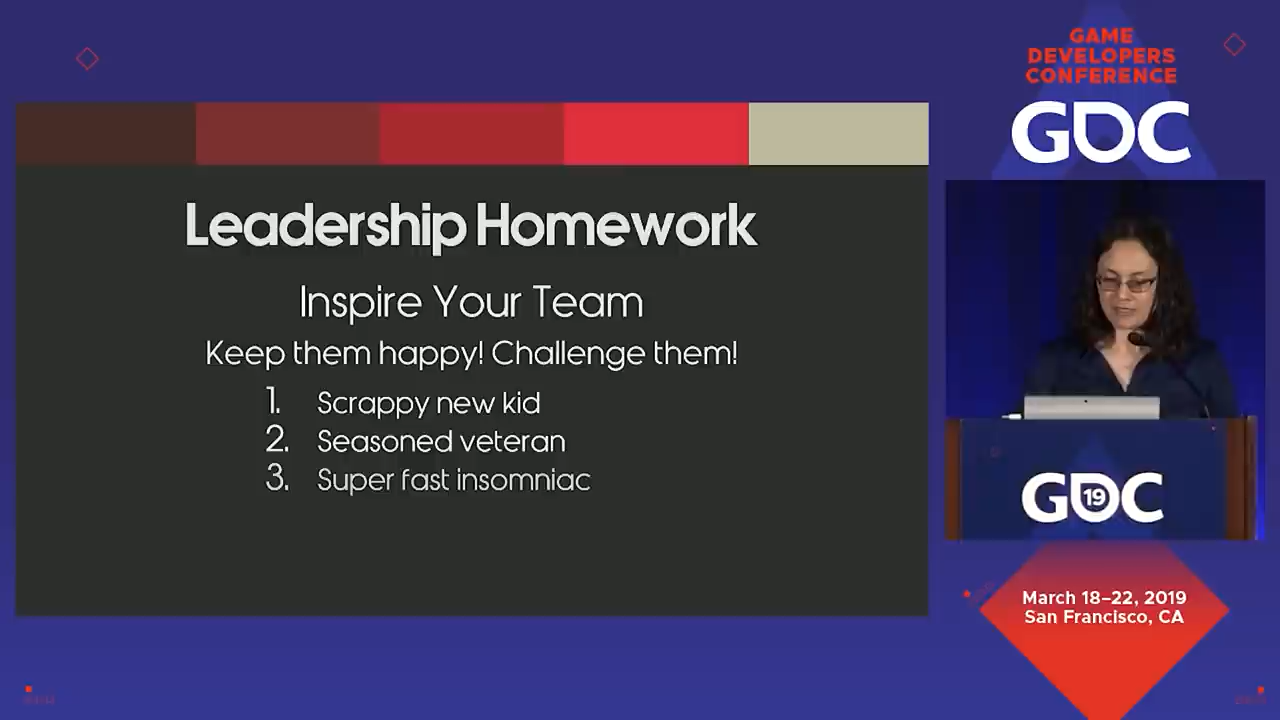 GAME
DEVELOPERS
CONFERENCE
GDC
Leadership Homework
Inspire Your Team
Keep them happy! Challenge them!
1. Scrappy new kid
2. Seasoned veteran
3. Super fast insomniac
GDC
19
March 18–22, 2019
San Francisco, CA